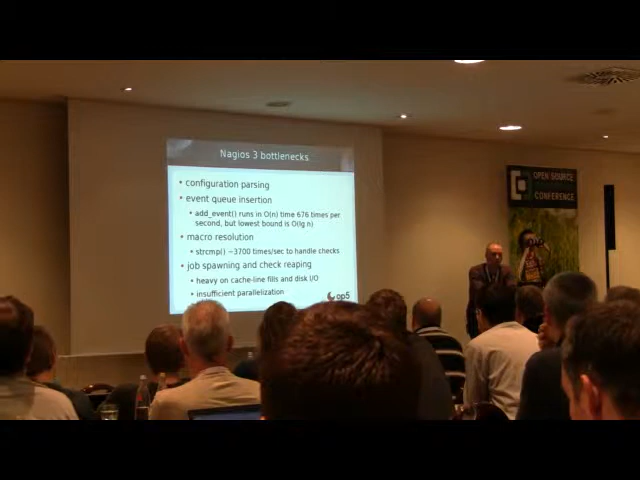 Nagios 3 bottlenecks
• configuration parsing
• event queue insertion
• add_event() runs in O(n) time 676 times per
second, but lowest bound is O(lg n)
• macro resolution
• strcmp() ~3700 times/sec to handle checks
• job spawning and check reaping
• heavy on cache-line fills and disk I/O
• insufficient parallelization
op5
OPEN SOURCE
CONFERENCE